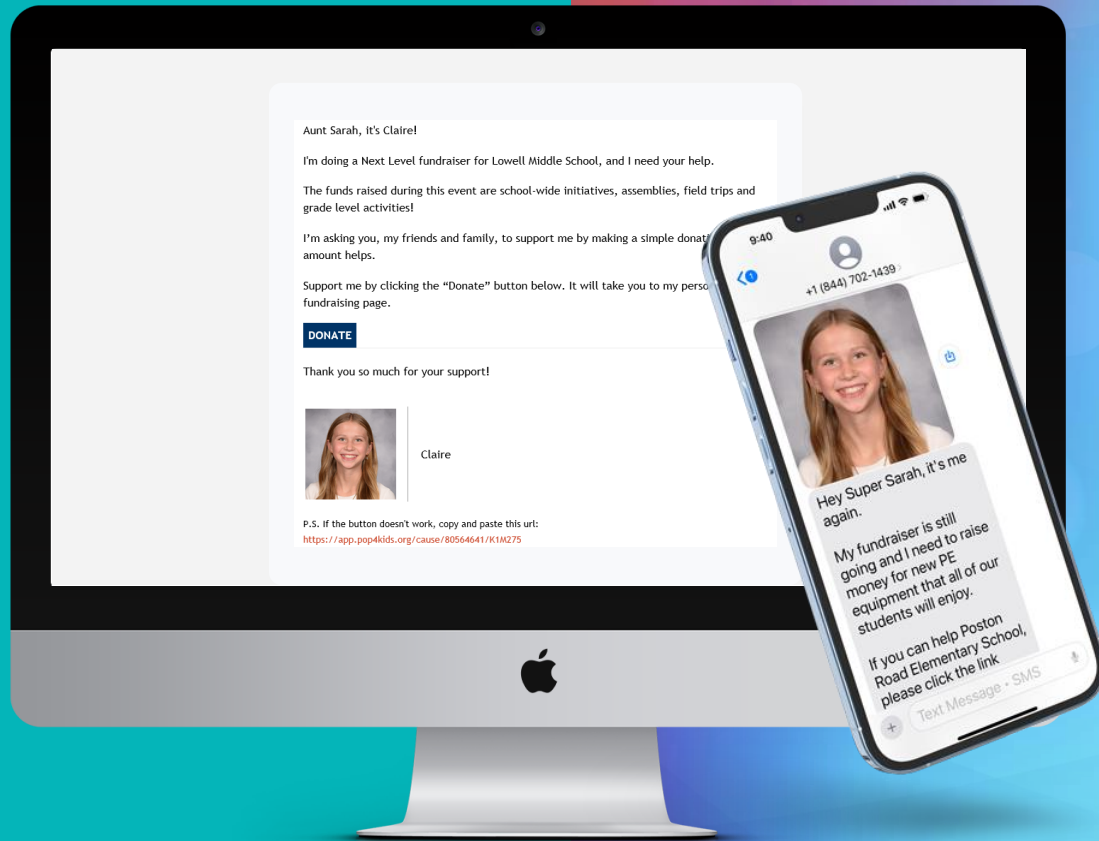 Aunt Sarah, it's Claire!
I'm doing a Next Level fundraiser for Lowell Middle School, and I need your help.
The funds raised during this event are school-wide initiatives, assemblies, field trips and
grade level activities!
I'm asking you, my friends and family, to support me by making a simple
amount helps.
Support me by clicking the “Donate” button below. It will take you to my
fundraising page.
DONATE
Thank you so much for your support!
Claire
P.S. If the button doesn't work, copy and paste this url:
https://app.pop4kids.org/cause/80564641/K1M275
9:40
1
+1 (844) 702-1439
Hey Super Sarah, it's me
again.
My fundraiser is still
going and I need to raise
money for new PE
equipment that all of our
students will enjoy.
If you can help Poston
Road Elementary School,
please click the link
Text Message • SMS